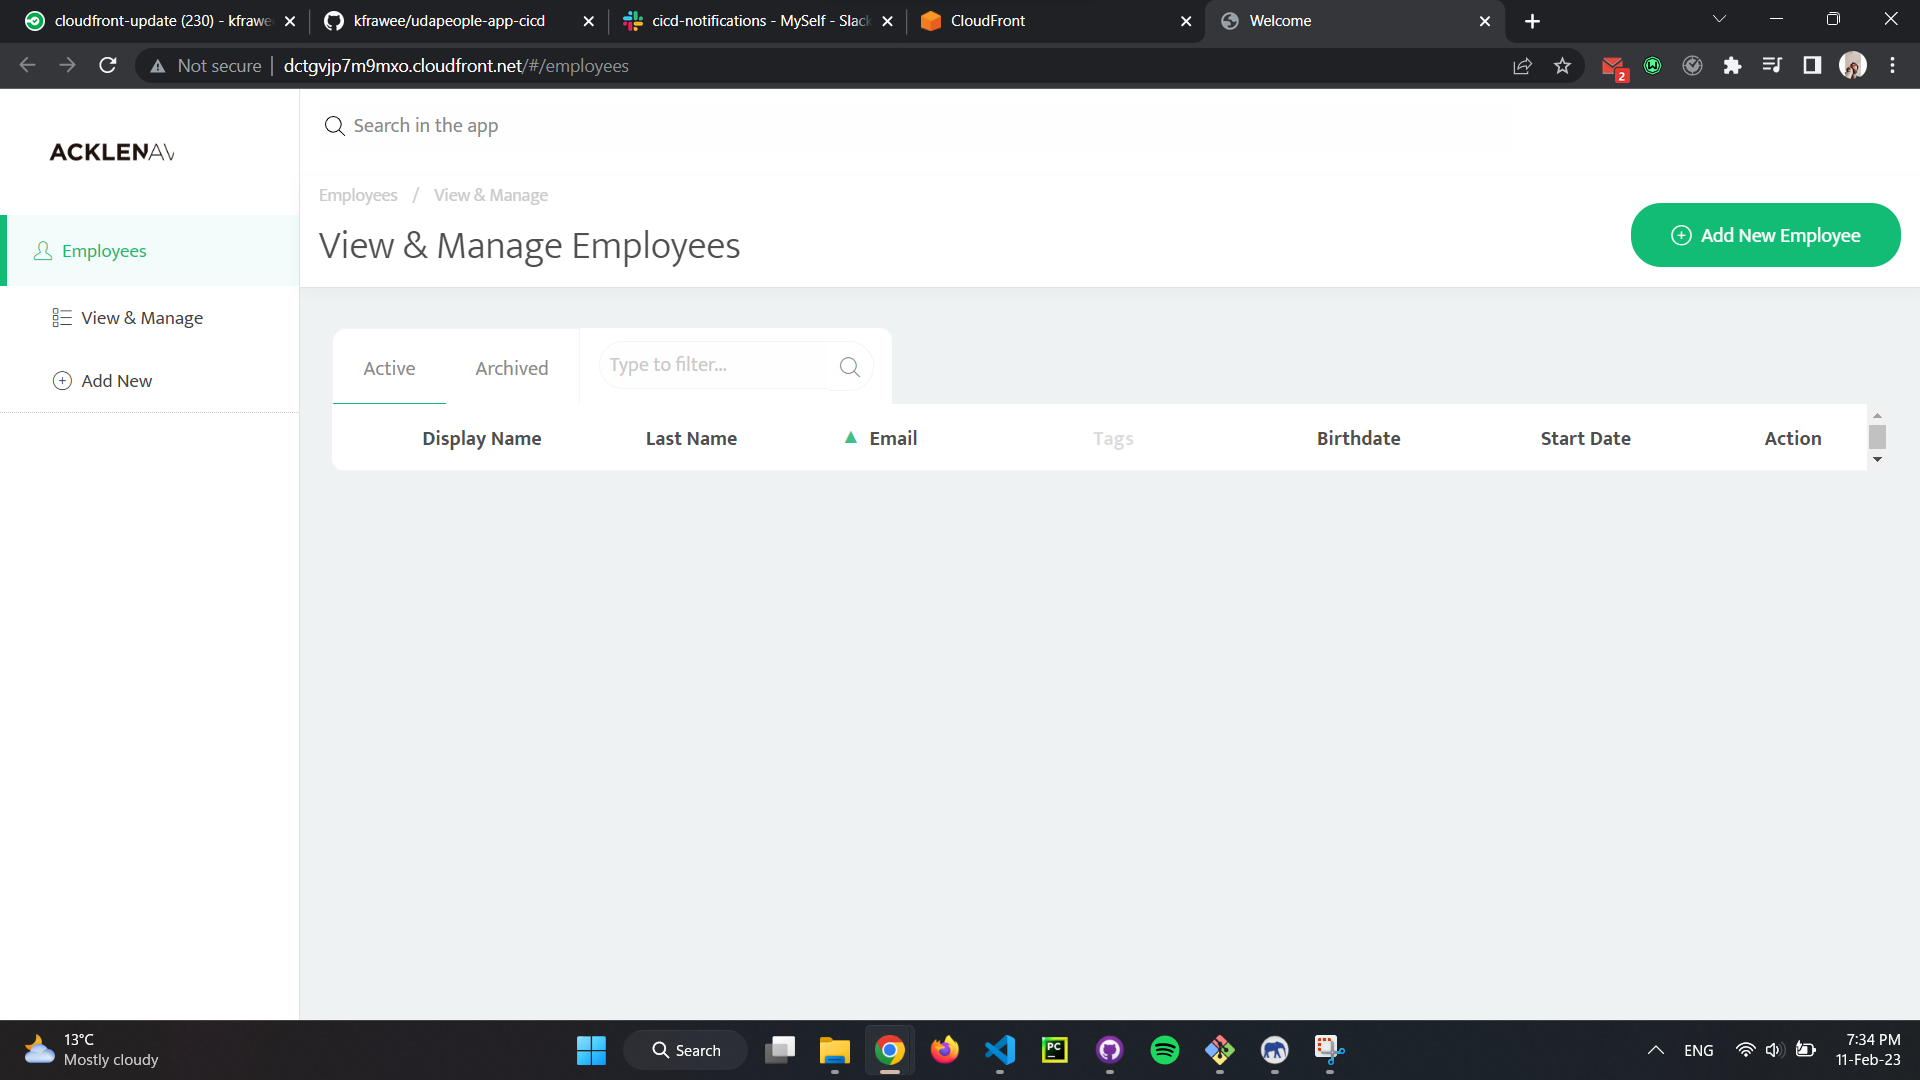 cloudfront-update (230) - kfrawe
kfrawee/udapeople-app-cicd
cicd-notifications - MySelf - Slack
CloudFront
Welcome
Not secure
dctgvjp7m9mxo.cloudfront.net/#/employees
2
ACKLENAV
Search in the app
Employees / View & Manage
View & Manage Employees
Add New Employee
Employees
View & Manage
Add New
Active
Archived
Type to filter...
Display Name
Last Name
Email
Tags
Birthdate
Start Date
Action
13°C
Mostly cloudy
Search
PC
ENG
7:34 PM
11-Feb-23